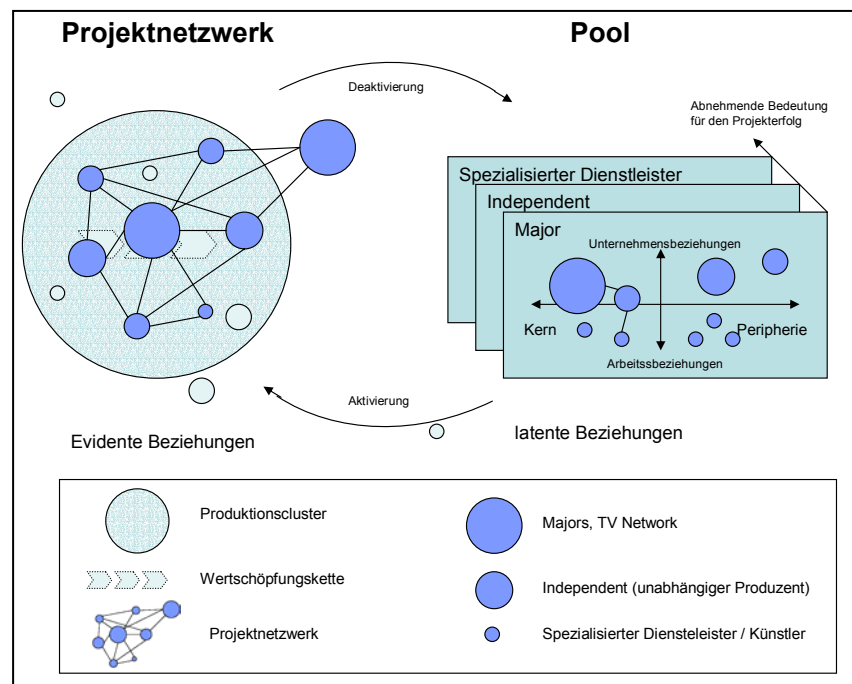 Projektnetzwerk
Pool
Deaktivierung
Abnehmende Bedeutung
für den Projekterfolg
Spezialisierter Dienstleister
Independent
Major
Unternehmensbeziehungen
Kern
Peripherie
Arbeitssbeziehungen
Aktivierung
Evidente Beziehungen
latente Beziehungen
Produktionscluster
Majors, TV Network
Wertschöpfungskette
Independent (unabhängiger Produzent)
Projektnetzwerk
Spezialisierter Diensteleister / Künstler